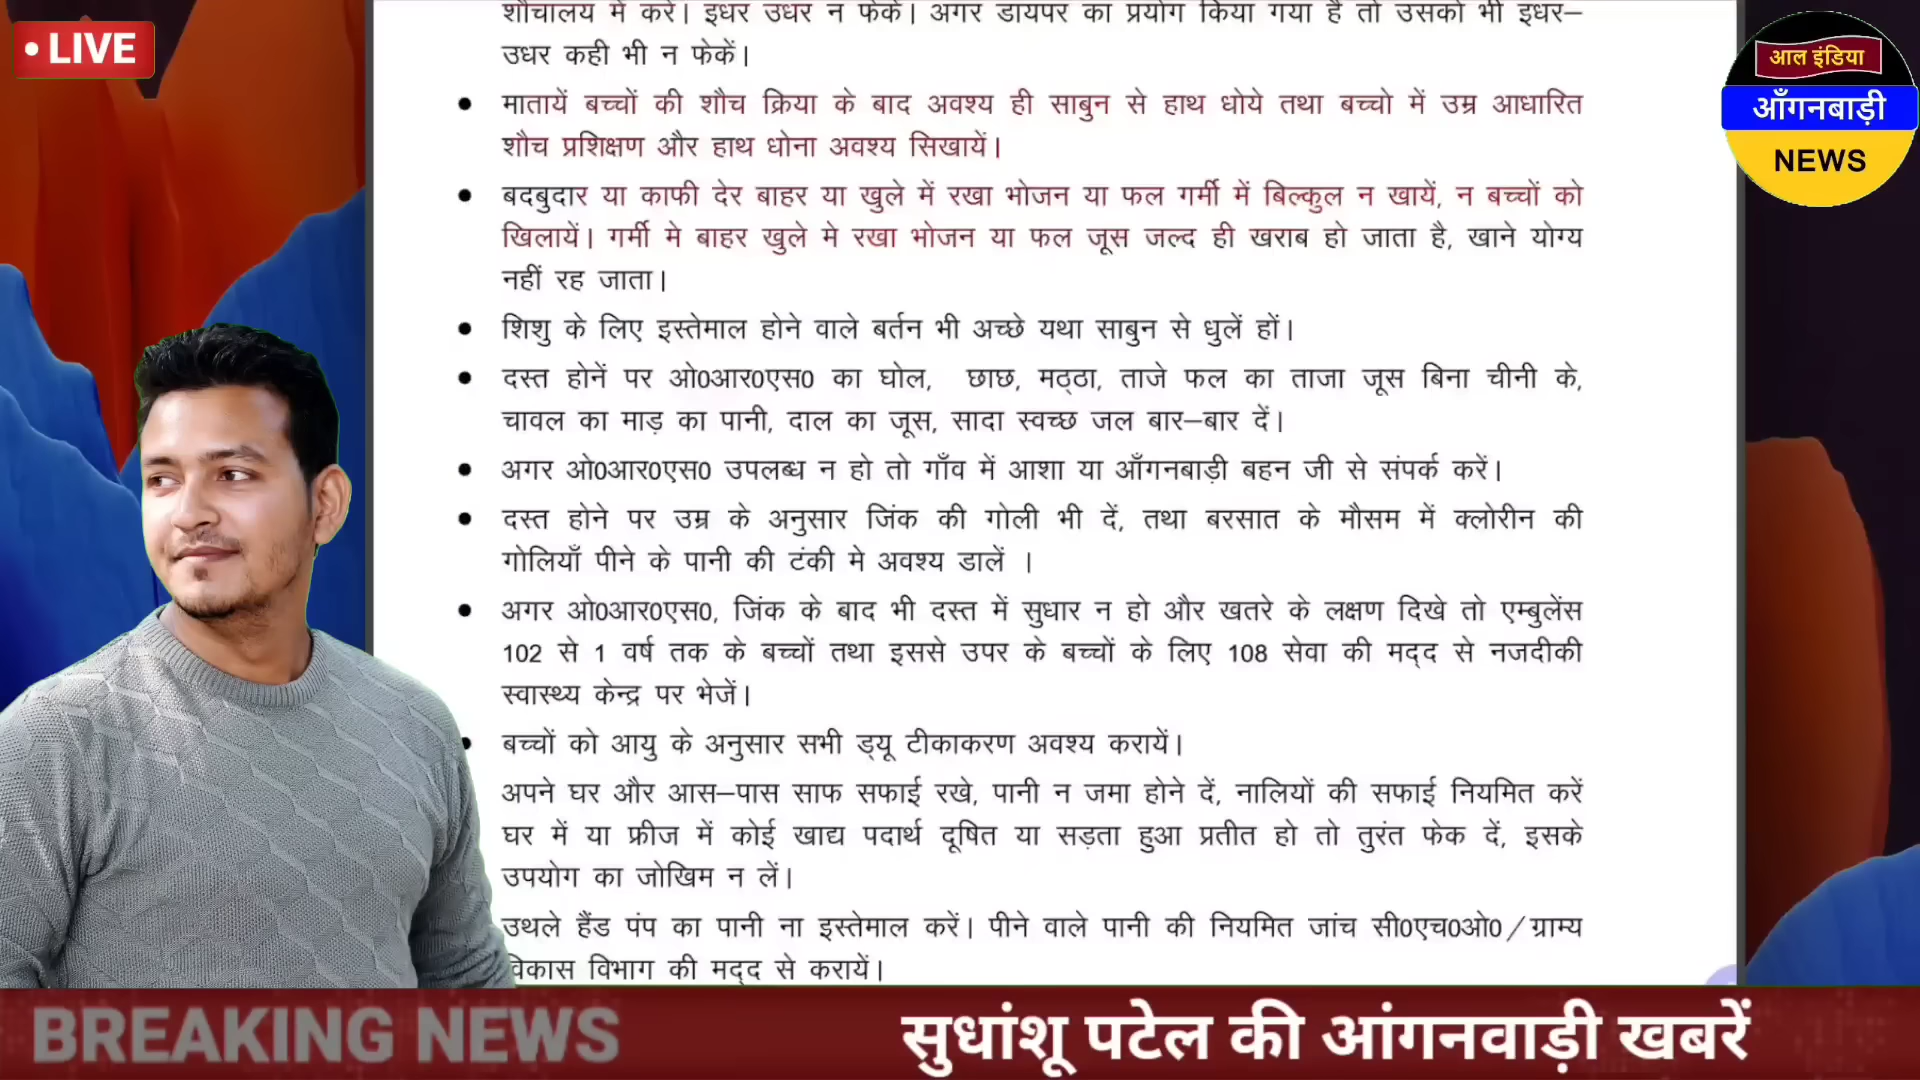 • LIVE
आल इंडिया
आँगनबाड़ी
NEWS
शौचालय में करें। इधर उधर न फेकें। अगर डायपर का प्रयोग किया गया है तो उसको भी इधर–
उधर कही भी न फेकें।
• मातायें बच्चों की शौच क्रिया के बाद अवश्य ही साबुन से हाथ धोये तथा बच्चो में उम्र आधारित
शौच प्रशिक्षण और हाथ धोना अवश्य सिखायें।
• बदबुदार या काफी देर बाहर या खुले में रखा भोजन या फल गर्मी में बिल्कुल न खायें, न बच्चों को
खिलायें। गर्मी मे बाहर खुले मे रखा भोजन या फल जूस जल्द ही खराब हो जाता है, खाने योग्य
नहीं रह जाता।
• शिशु के लिए इस्तेमाल होने वाले बर्तन भी अच्छे यथा साबुन से धुलें हों।
• दस्त होनें पर ओ0आर0एस0 का घोल, छाछ, मठ्ठा, ताजे फल का ताजा जूस बिना चीनी के,
चावल का माड़ का पानी, दाल का जूस, सादा स्वच्छ जल बार–बार दें।
• अगर ओ0आर0एस0 उपलब्ध न हो तो गाँव में आशा या आँगनबाड़ी बहन जी से संपर्क करें।
• दस्त होने पर उम्र के अनुसार जिंक की गोली भी दें, तथा बरसात के मौसम में क्लोरीन की
गोलियाँ पीने के पानी की टंकी मे अवश्य डालें ।
• अगर ओ0आर0एस0, जिंक के बाद भी दस्त में सुधार न हो और खतरे के लक्षण दिखे तो एम्बुलेंस
102 से 1 वर्ष तक के बच्चों तथा इससे उपर के बच्चों के लिए 108 सेवा की मद्द से नजदीकी
स्वास्थ्य केन्द्र पर भेजें।
• बच्चों को आयु के अनुसार सभी ड्यू टीकाकरण अवश्य करायें।
अपने घर और आस–पास साफ सफाई रखे, पानी न जमा होने दें, नालियों की सफाई नियमित करें
घर में या फ्रीज में कोई खाद्य पदार्थ दूषित या सड़ता हुआ प्रतीत हो तो तुरंत फेक दें, इसके
उपयोग का जोखिम न लें।
उथले हैंड पंप का पानी ना इस्तेमाल करें। पीने वाले पानी की नियमित जांच सी0एच0ओ0/ग्राम्य
विकास विभाग की मद्द से करायें।
BREAKING NEWS
सुधांशू पटेल की आंगनवाड़ी खबरें